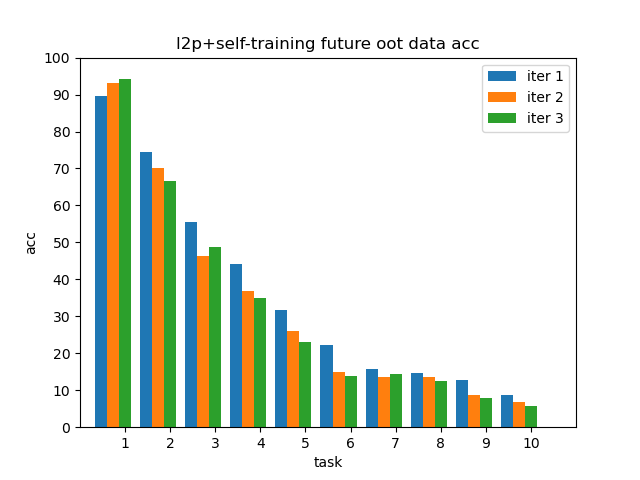 l2p+self-training future oot data acc
iter 1
iter 2
iter 3
100
90
80
70
60
50
40
30
20
10
0
acc
1 2 3 4 5 6 7 8 9 10
task